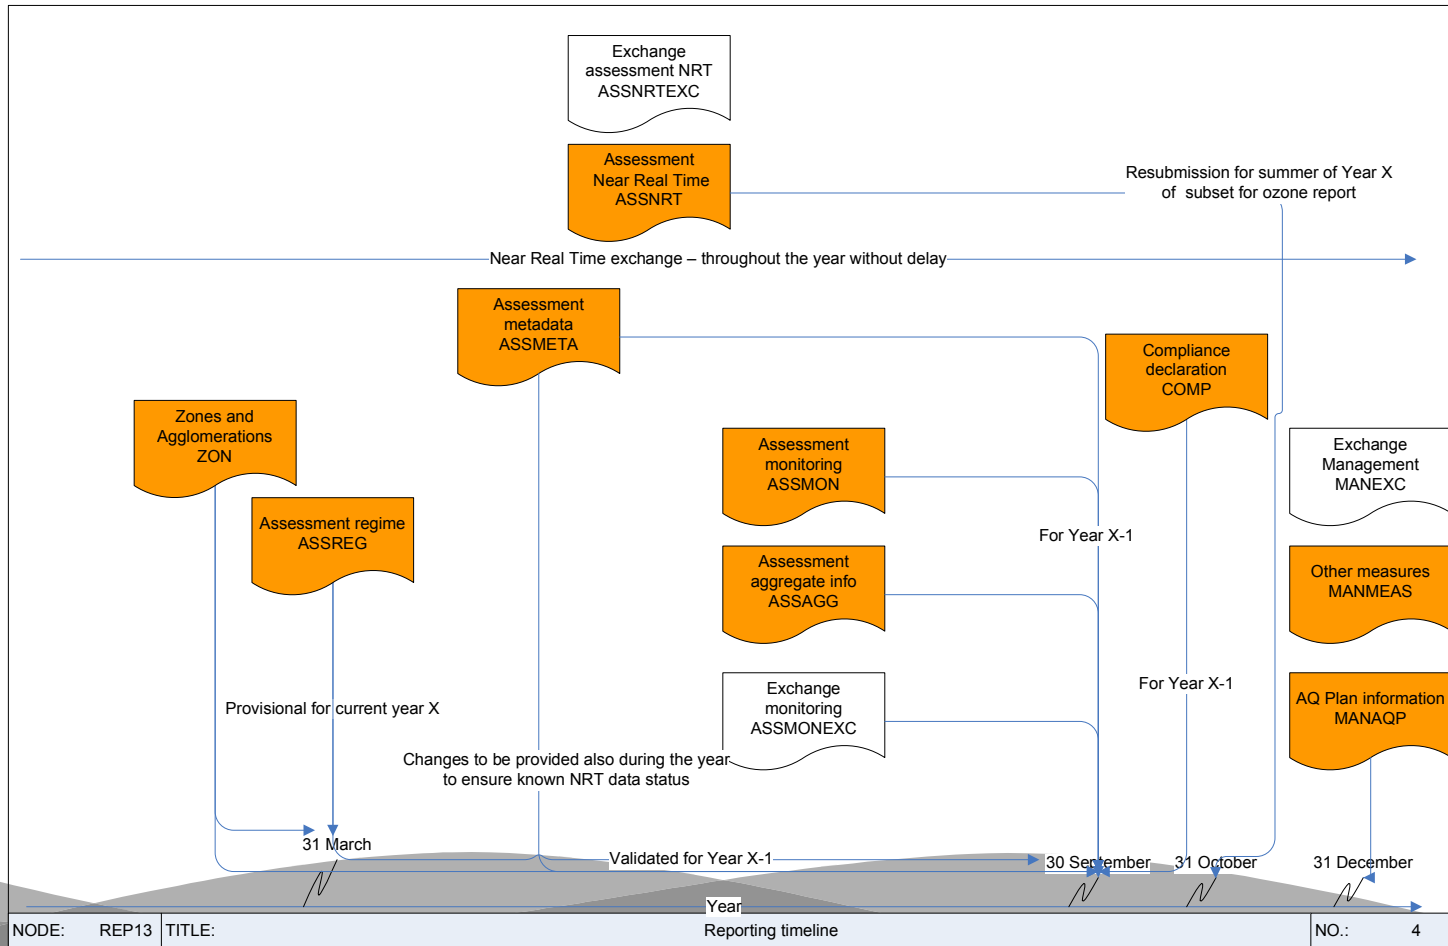 Exchange
assessment NRT
ASSNRTEXC
Assessment
Near Real Time
ASSNRT
Resubmission for summer of Year X
of subset for ozone report
Near Real Time exchange – throughout the year without delay
Assessment
metadata
ASSMETA
Compliance
declaration
COMP
Zones and
Agglomerations
ZON
Assessment
monitoring
ASSMON
Exchange
Management
MANEXC
Assessment regime
ASSREG
For Year X-1
Assessment
aggregate info
ASSAGG
Other measures
MANMEAS
Exchange
monitoring
ASSMONEXC
For Year X-1
AQ Plan information
MANAQP
Provisional for current year X
Changes to be provided also during the year
to ensure known NRT data status
31 March
Validated for Year X-1
30 September
31 October
31 December
Year
NODE: REP13 TITLE: Reporting timeline NO.: 4